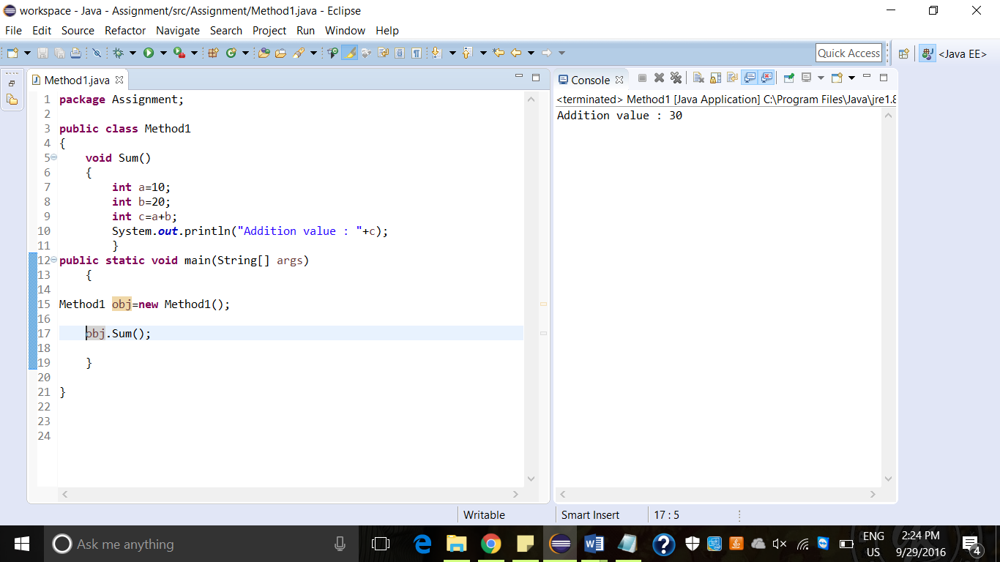 workspace - Java - Assignment/src/Assignment/Method1.java - Eclipse
File Edit Source Refactor Navigate Search Project Run Window Help
Quick Access
<Java EE>
Method1.java
1 package Assignment;
2
3 public class Method1
4 {
5 void Sum()
6 {
7 int a=10;
8 int b=20;
9 int c=a+b;
10 System.out.println("Addition value : "+c);
11 }
12 public static void main(String[] args)
13 {
14
15 Method1 obj=new Method1();
16
17 obj.Sum();
18
19 }
20
21 }
22
23
24
Console
<terminated> Method1 [Java Application] C:\Program Files\Java\jre1.8
Addition value : 30
Writable
Smart Insert
17 : 5
Ask me anything
ENG
US
2:24 PM
9/29/2016
4